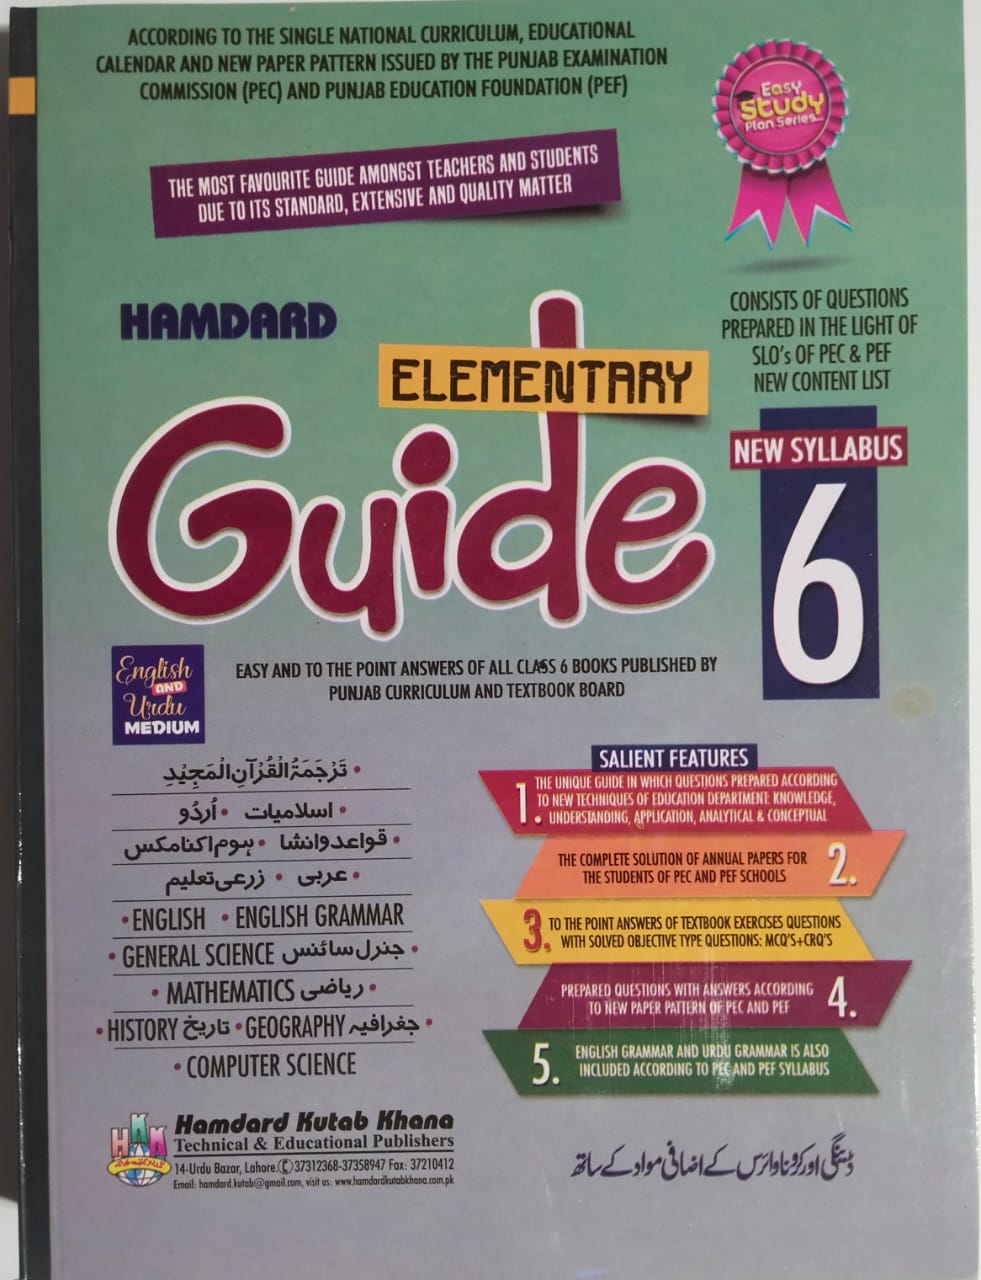 ACCORDING TO THE SINGLE NATIONAL CURRICULUM, EDUCATIONAL
CALENDAR AND NEW PAPER PATTERN ISSUED BY THE PUNJAB EXAMINATION
COMMISSION (PEC) AND PUNJAB EDUCATION FOUNDATION (PEF)
Easy
Study
Plan Series...
THE MOST FAVOURITE GUIDE AMONGST TEACHERS AND STUDENTS
DUE TO ITS STANDARD, EXTENSIVE AND QUALITY MATTER
CONSISTS OF QUESTIONS
PREPARED IN THE LIGHT OF
SLO's OF PEC & PEF
NEW CONTENT LIST
HAMDARD
ELEMENTARY
Guide
NEW SYLLABUS
6
English
AND
Urdu
MEDIUM
EASY AND TO THE POINT ANSWERS OF ALL CLASS 6 BOOKS PUBLISHED BY
PUNJAB CURRICULUM AND TEXTBOOK BOARD
• تَرْجَمَۃُ الْقُرْآنِ الْمَجِیْدِ
• اسلامیات • اُردُو
• قواعد و انشا • ہوم اکنامکس
• عربی • زرعی تعلیم
• ENGLISH • ENGLISH GRAMMAR
• GENERAL SCIENCE جنرل سائنس •
• MATHEMATICS ریاضی •
• HISTORY تاریخ • GEOGRAPHY جغرافیہ •
• COMPUTER SCIENCE
SALIENT FEATURES
1. THE UNIQUE GUIDE IN WHICH QUESTIONS PREPARED ACCORDING
TO NEW TECHNIQUES OF EDUCATION DEPARTMENT: KNOWLEDGE,
UNDERSTANDING, APPLICATION, ANALYTICAL & CONCEPTUAL
THE COMPLETE SOLUTION OF ANNUAL PAPERS FOR 2.
THE STUDENTS OF PEC AND PEF SCHOOLS
3. TO THE POINT ANSWERS OF TEXTBOOK EXERCISES QUESTIONS
WITH SOLVED OBJECTIVE TYPE QUESTIONS: MCQ'S+CRQ'S
PREPARED QUESTIONS WITH ANSWERS ACCORDING 4.
TO NEW PAPER PATTERN OF PEC AND PEF
5. ENGLISH GRAMMAR AND URDU GRAMMAR IS ALSO
INCLUDED ACCORDING TO PEC AND PEF SYLLABUS
HKK
Hamdard Kutab Khana
Technical & Educational Publishers
14-Urdu Bazar, Lahore. 37312368-37358947 Fax: 37210412
Email: hamdard.kutab@gmail.com, visit us: www.hamdardkutabkhana.com.pk
ڈینگی اور کرونا وائرس کے اضافی مواد کے ساتھ